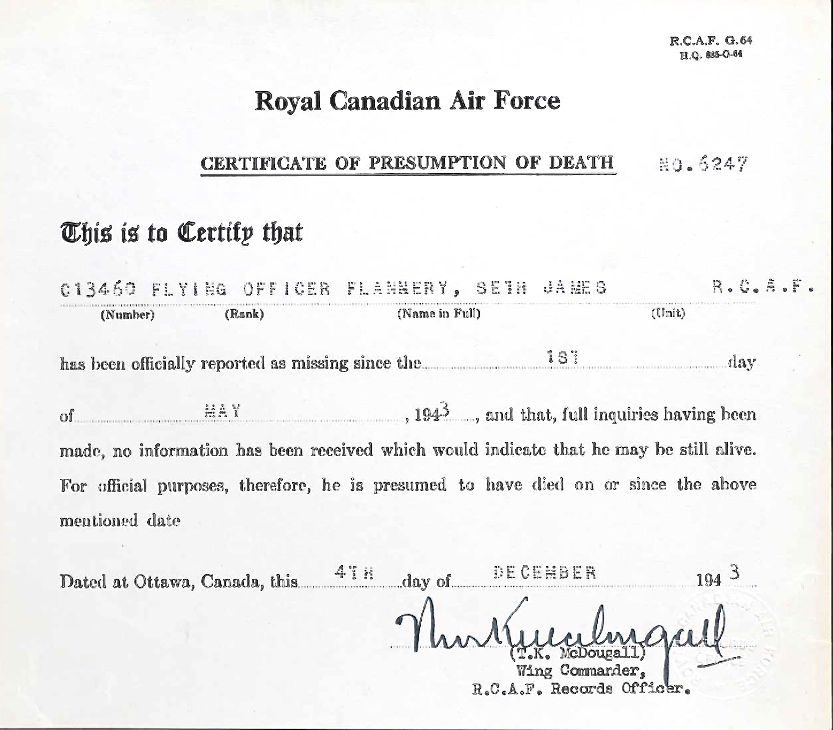 R.C.A.F. G.64
H.Q. 885-G-64
Royal Canadian Air Force
CERTIFICATE OF PRESUMPTION OF DEATH NO.6247
This is to Certify that
C13460 FLYING OFFICER FLANNERY, SETH JAMES R.C.A.F.
(Number) (Rank) (Name in Full) (Unit)
has been officially reported as missing since the 1ST day
of MAY, 1943, and that, full inquiries having been
made, no information has been received which would indicate that he may be still alive.
For official purposes, therefore, he is presumed to have died on or since the above
mentioned date
Dated at Ottawa, Canada, this 4TH day of DECEMBER 1943
(T.K. McDougall)
Wing Commander,
R.C.A.F. Records Officer.